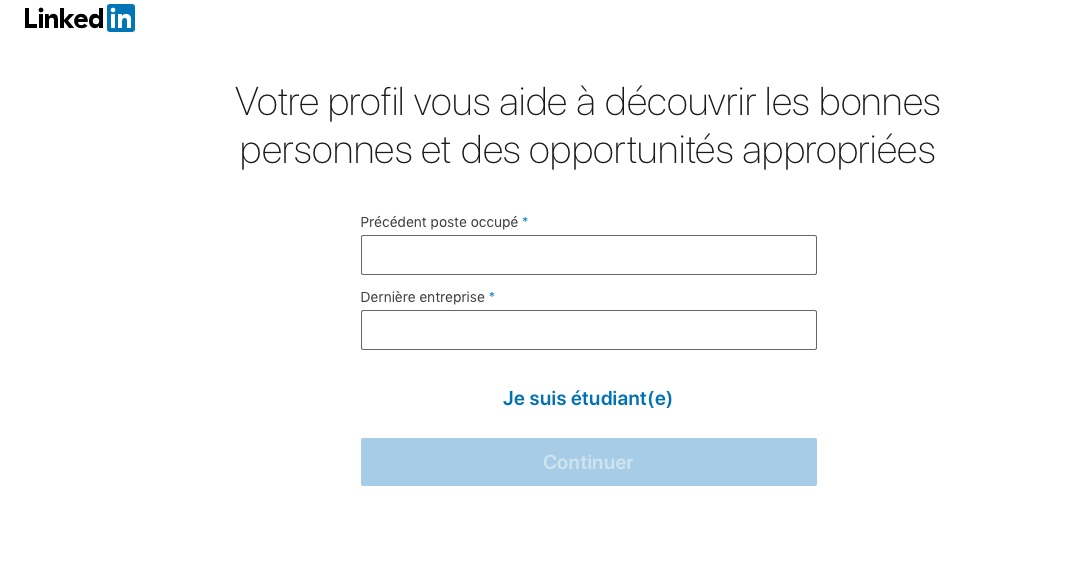 LinkedIn
Votre profil vous aide à découvrir les bonnes
personnes et des opportunités appropriées
Précédent poste occupé *
Dernière entreprise *
Je suis étudiant(e)
Continuer